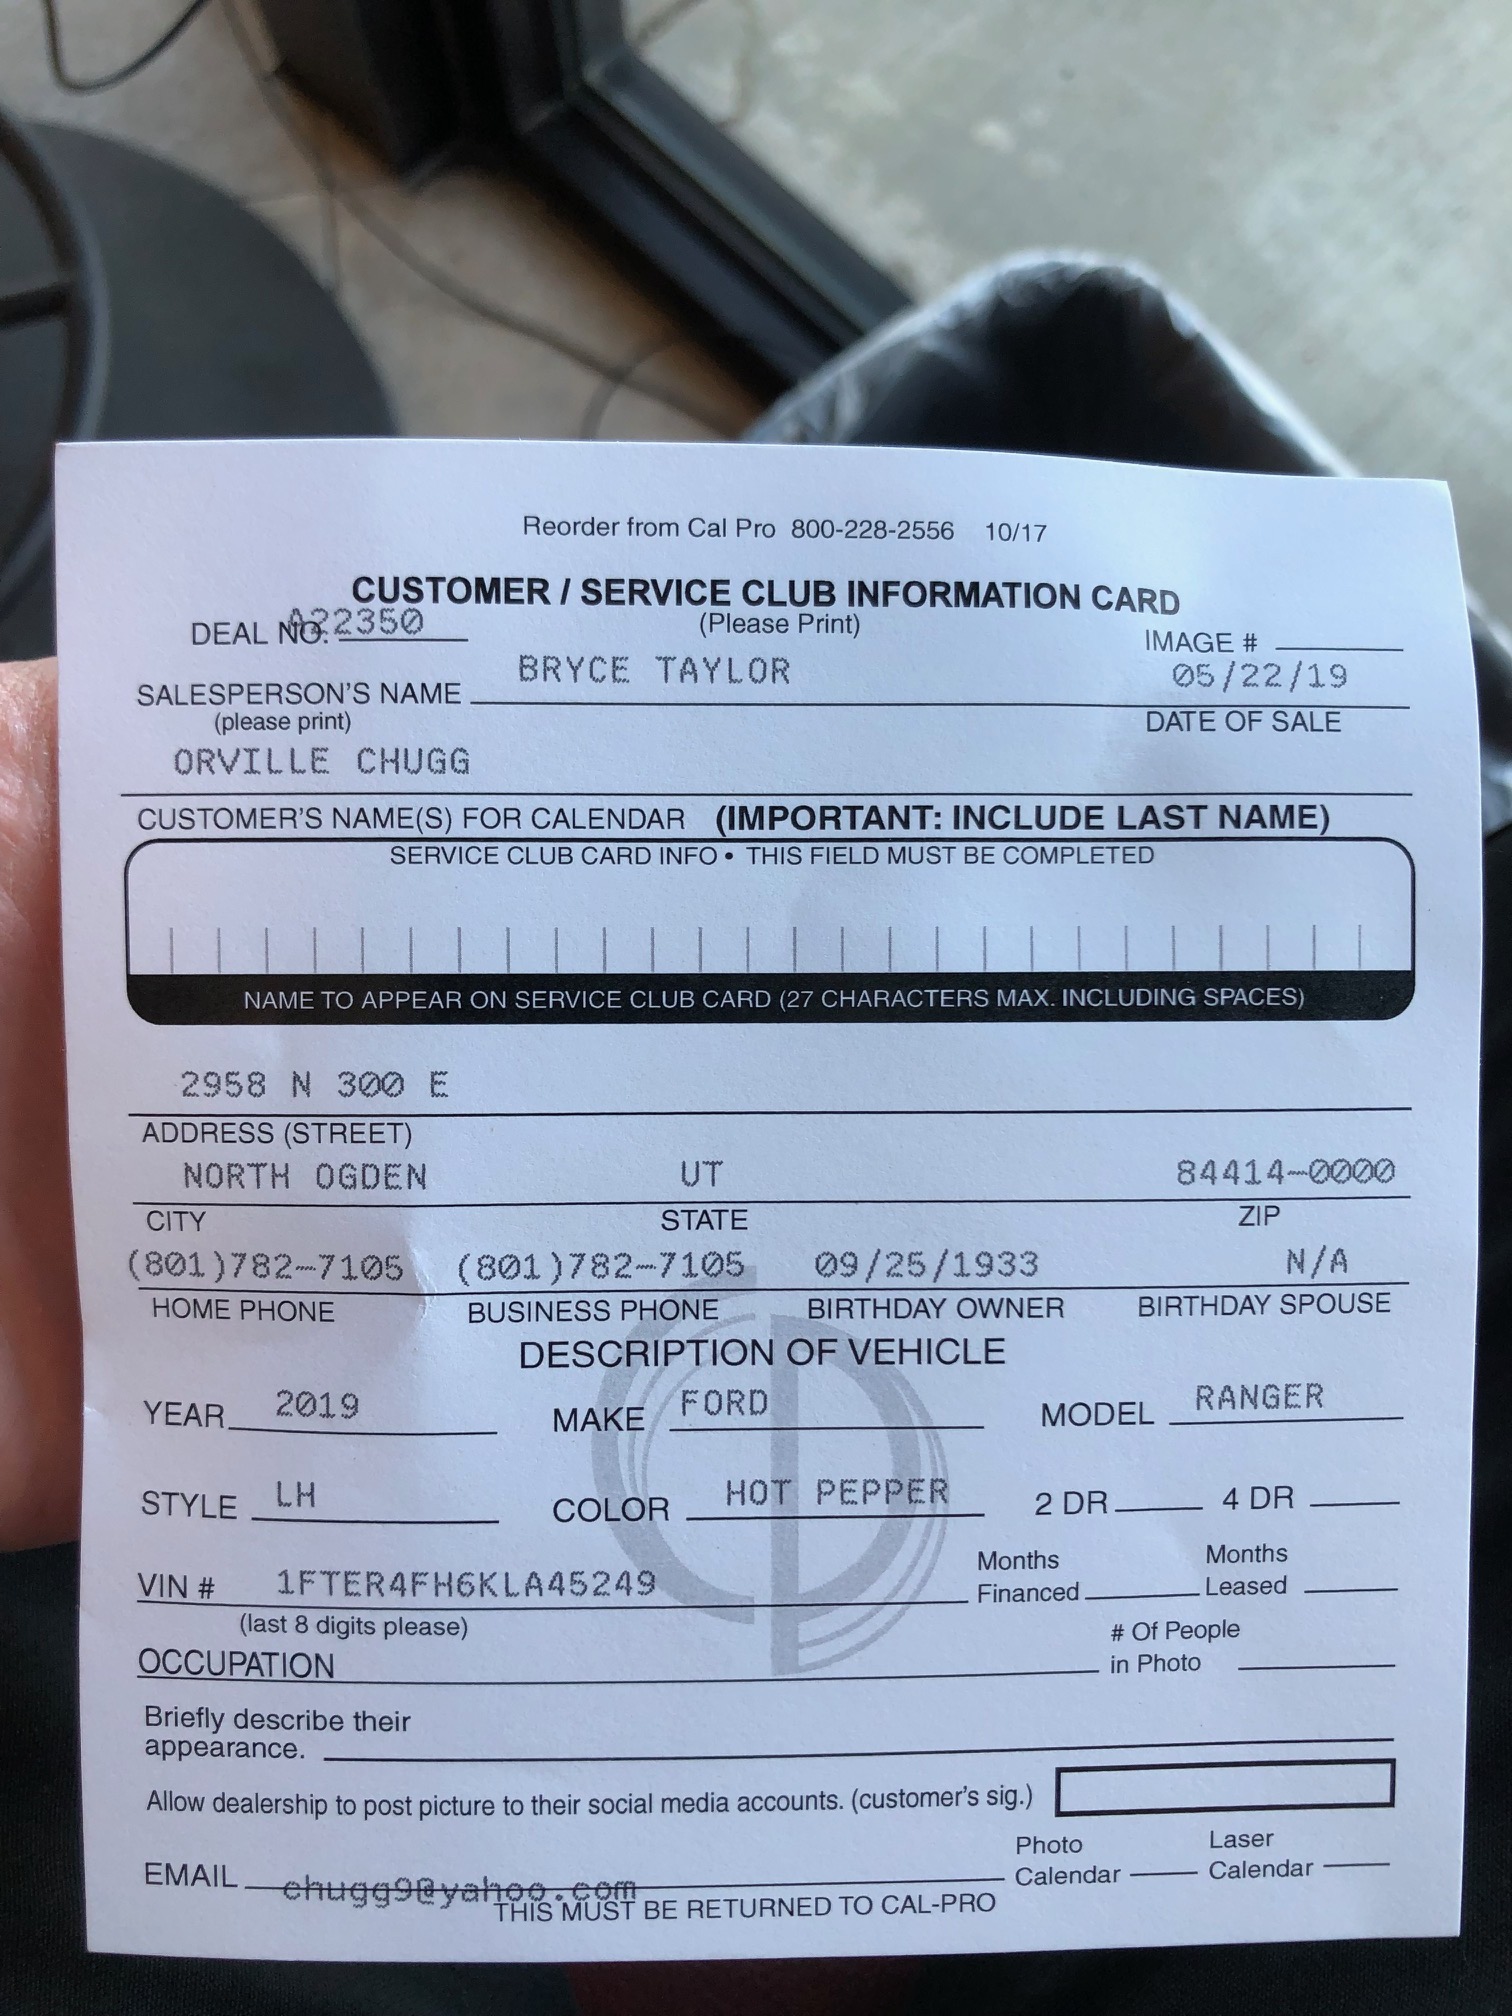 Reorder from Cal Pro 800-228-2556 10/17
CUSTOMER / SERVICE CLUB INFORMATION CARD
DEAL NO. A22350 (Please Print) IMAGE #
BRYCE TAYLOR 05/22/19
SALESPERSON'S NAME
(please print) DATE OF SALE
ORVILLE CHUGG
CUSTOMER'S NAME(S) FOR CALENDAR (IMPORTANT: INCLUDE LAST NAME)
SERVICE CLUB CARD INFO • THIS FIELD MUST BE COMPLETED
NAME TO APPEAR ON SERVICE CLUB CARD (27 CHARACTERS MAX. INCLUDING SPACES)
2958 N 300 E
ADDRESS (STREET)
NORTH OGDEN UT 84414-0000
CITY STATE ZIP
(801)782-7105 (801)782-7105 09/25/1933 N/A
HOME PHONE BUSINESS PHONE BIRTHDAY OWNER BIRTHDAY SPOUSE
DESCRIPTION OF VEHICLE
YEAR 2019 MAKE FORD MODEL RANGER
STYLE LH COLOR HOT PEPPER 2 DR 4 DR
VIN # 1FTER4FH6KLA45249 Months Financed Months Leased
(last 8 digits please)
OCCUPATION # Of People in Photo
Briefly describe their
appearance.
Allow dealership to post picture to their social media accounts. (customer's sig.)
EMAIL chugg9@yahoo.com Photo Calendar Laser Calendar
THIS MUST BE RETURNED TO CAL-PRO